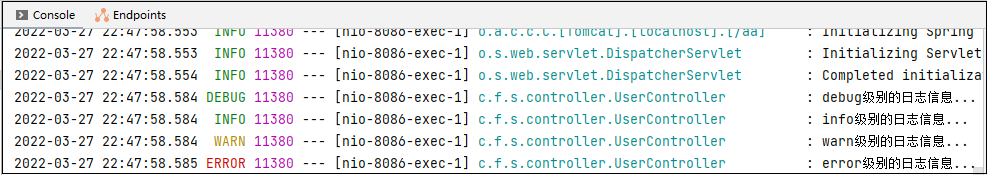 Console Endpoints
2022-03-27 22:47:58.553 INFO 11380 --- [nio-8086-exec-1] o.a.c.c.C.[Tomcat].[localhost].[/aa] : Initializing Spring
2022-03-27 22:47:58.553 INFO 11380 --- [nio-8086-exec-1] o.s.web.servlet.DispatcherServlet : Initializing Servlet
2022-03-27 22:47:58.554 INFO 11380 --- [nio-8086-exec-1] o.s.web.servlet.DispatcherServlet : Completed initializa
2022-03-27 22:47:58.584 DEBUG 11380 --- [nio-8086-exec-1] c.f.s.controller.UserController : debug级别的日志信息...
2022-03-27 22:47:58.584 INFO 11380 --- [nio-8086-exec-1] c.f.s.controller.UserController : info级别的日志信息...
2022-03-27 22:47:58.584 WARN 11380 --- [nio-8086-exec-1] c.f.s.controller.UserController : warn级别的日志信息...
2022-03-27 22:47:58.585 ERROR 11380 --- [nio-8086-exec-1] c.f.s.controller.UserController : error级别的日志信息...